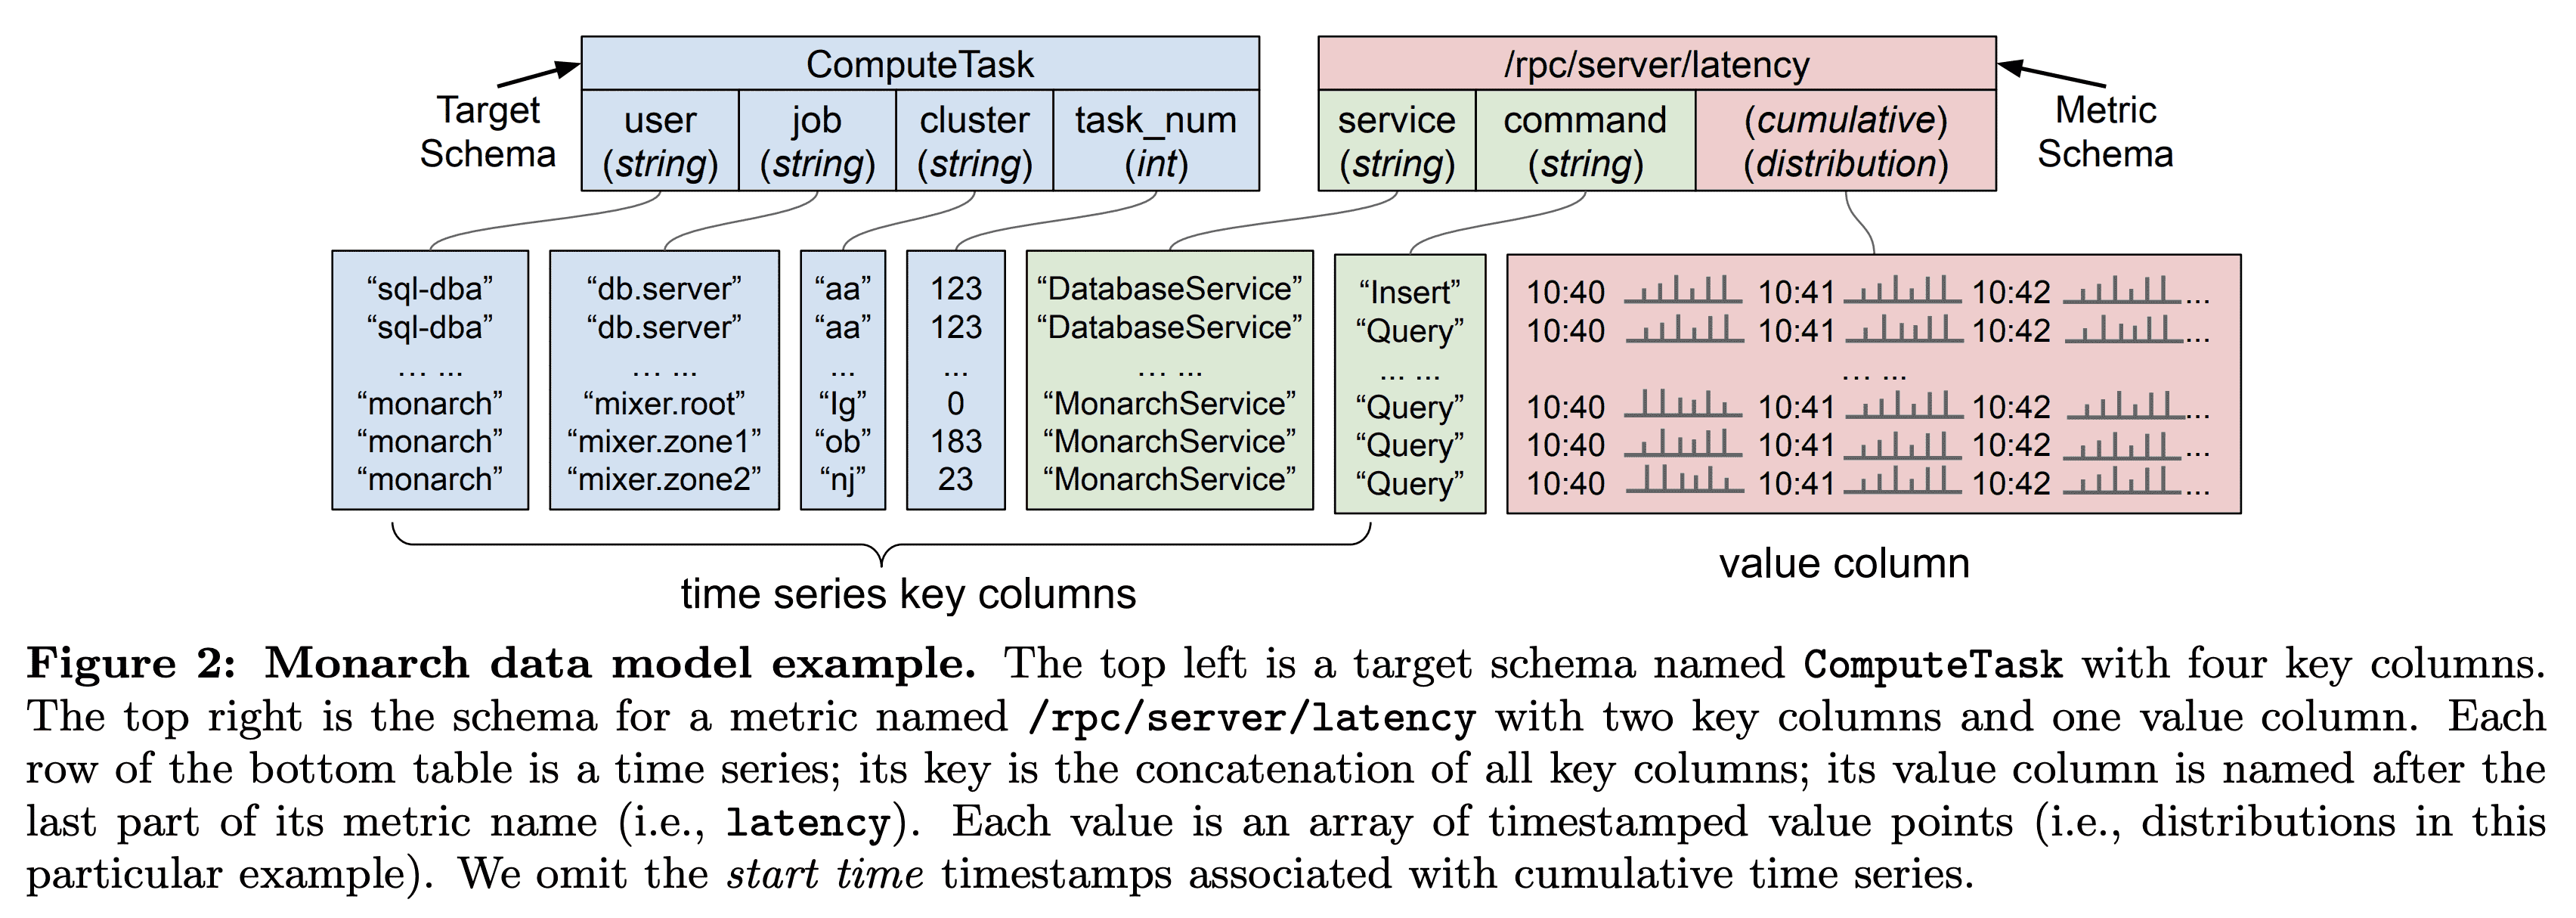 ComputeTask
/rpc/server/latency
Target
Schema
user
(string)
job
(string)
cluster
(string)
task_num
(int)
service
(string)
command
(string)
(cumulative)
(distribution)
Metric
Schema
“sql-dba” “db.server” “aa” 123 “DatabaseService” “Insert” 10:40 10:41 10:42 ...
“sql-dba” “db.server” “aa” 123 “DatabaseService” “Query” 10:40 10:41 10:42 ...
… ... … ... ... ... … ... ... ... … ...
“monarch” “mixer.root” “lg” 0 “MonarchService” “Query” 10:40 10:41 10:42 ...
“monarch” “mixer.zone1” “ob” 183 “MonarchService” “Query” 10:40 10:41 10:42 ...
“monarch” “mixer.zone2” “nj” 23 “MonarchService” “Query” 10:40 10:41 10:42 ...
time series key columns
value column
Figure 2: Monarch data model example. The top left is a target schema named ComputeTask with four key columns.
The top right is the schema for a metric named /rpc/server/latency with two key columns and one value column. Each
row of the bottom table is a time series; its key is the concatenation of all key columns; its value column is named after the
last part of its metric name (i.e., latency). Each value is an array of timestamped value points (i.e., distributions in this
particular example). We omit the start time timestamps associated with cumulative time series.